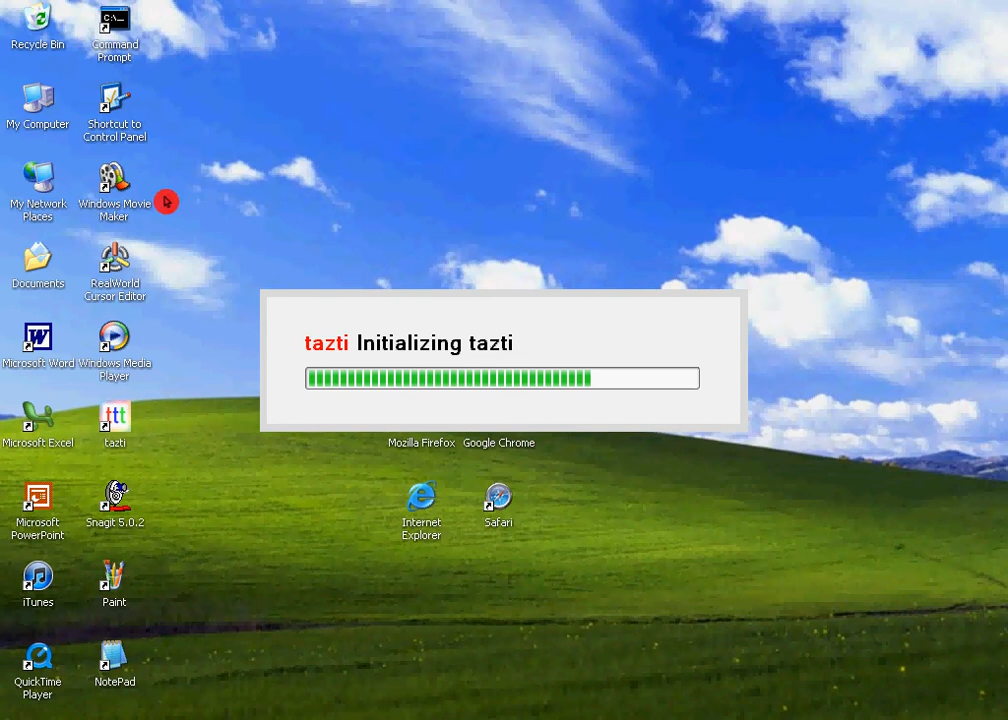 Recycle Bin
Command
Prompt
My Computer
Shortcut to
Control Panel
My Network
Places
Windows Movie
Maker
Documents
RealWorld
Cursor Editor
Microsoft Word
Windows Media
Player
Microsoft Excel
ttt
tazti
Microsoft
PowerPoint
Snagit 5.0.2
iTunes
Paint
QuickTime
Player
NotePad
tazti Initializing tazti
Mozilla Firefox
Google Chrome
Internet
Explorer
Safari
C:\
W